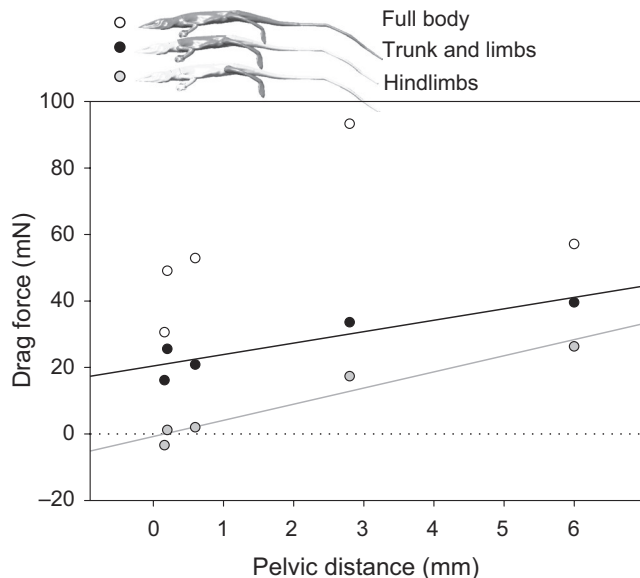 Full body
Trunk and limbs
Hindlimbs
100
80
60
40
20
0
–20
Drag force (mN)
0 1 2 3 4 5 6
Pelvic distance (mm)